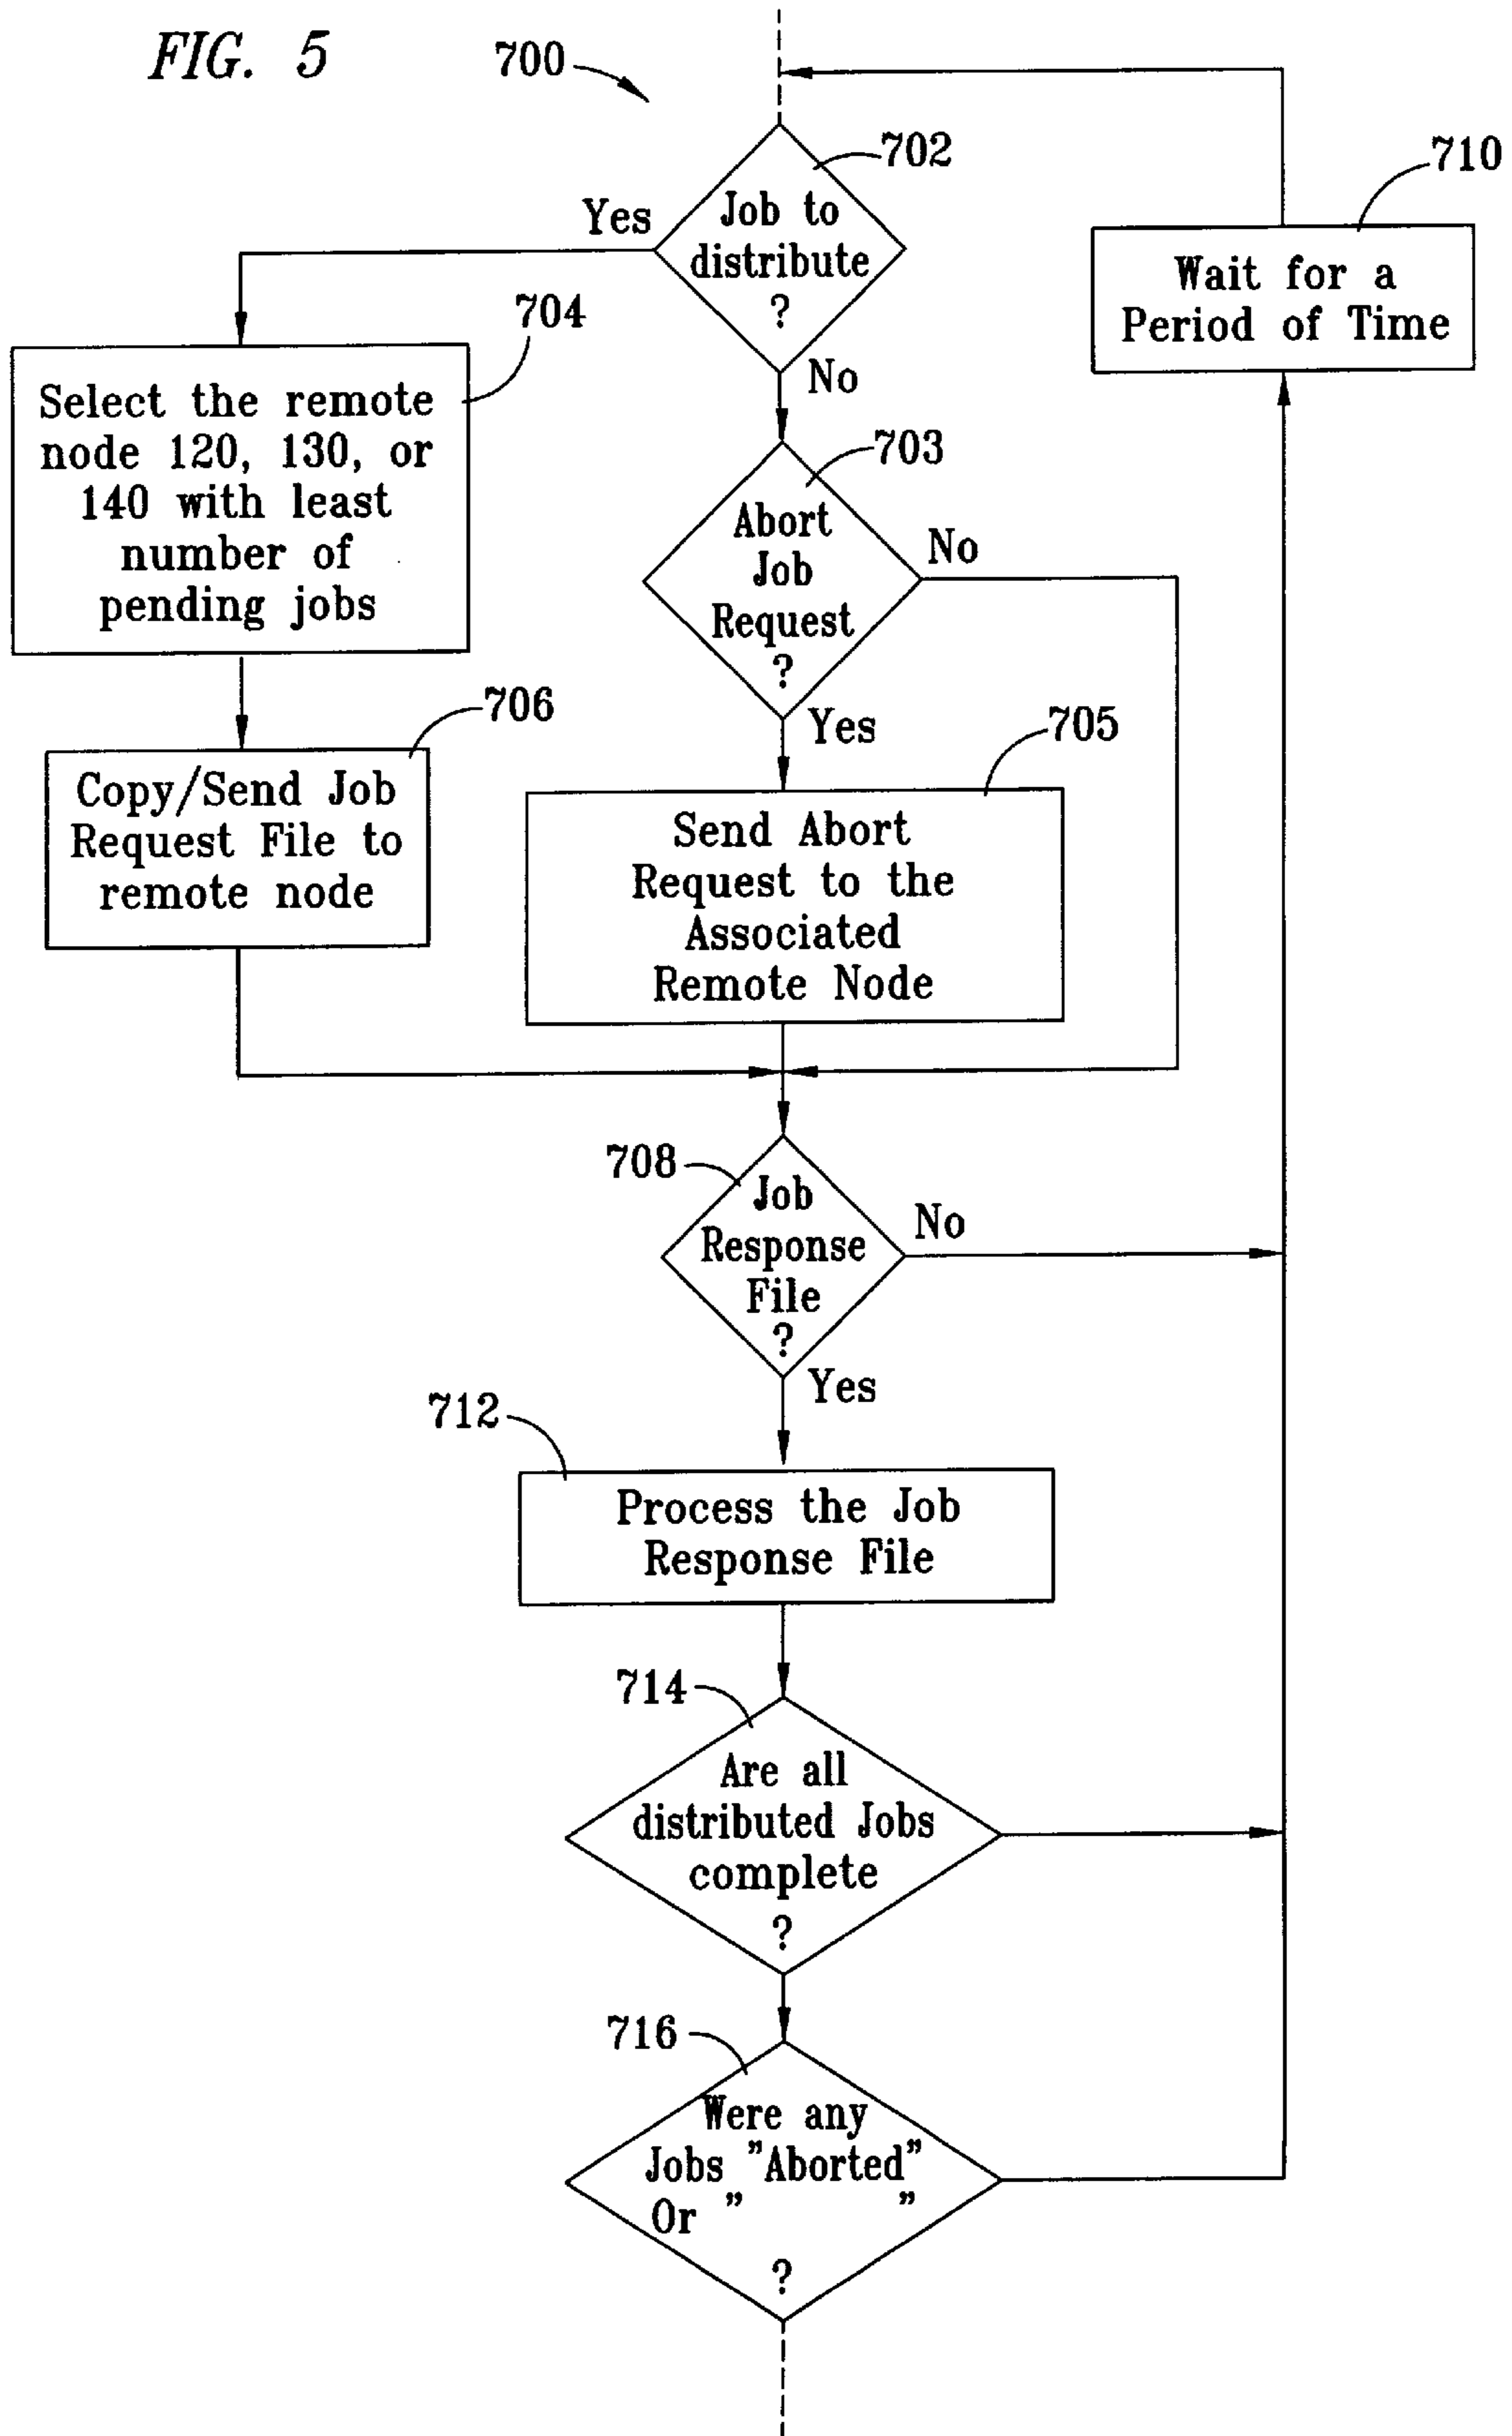 FIG. 5
700
702
Job to
distribute
?
Yes
No
710
Wait for a
Period of Time
704
Select the remote
node 120, 130, or
140 with least
number of
pending jobs
703
Abort
Job
Request
?
No
Yes
706
Copy/Send Job
Request File to
remote node
705
Send Abort
Request to the
Associated
Remote Node
708
Job
Response
File
?
No
Yes
712
Process the Job
Response File
714
Are all
distributed Jobs
complete
?
716
Were any
Jobs "Aborted"
Or " "
?